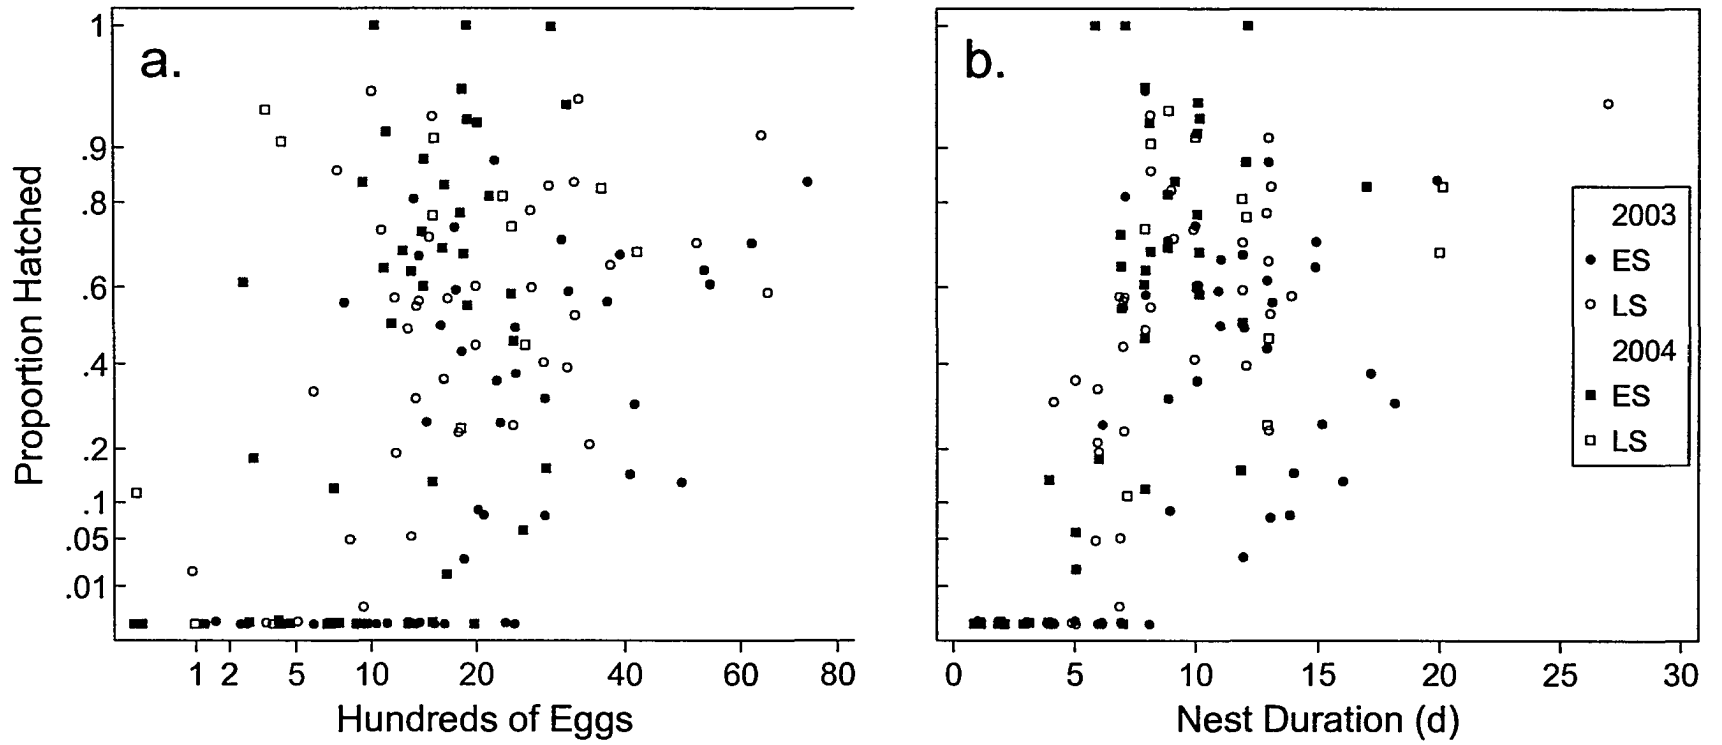 a.
Proportion Hatched
1
.9
.8
.6
.4
.2
.1
.05
.01
1 2 5 10 20 40 60 80
Hundreds of Eggs
b.
0 5 10 15 20 25 30
Nest Duration (d)
2003
ES
LS
2004
ES
LS